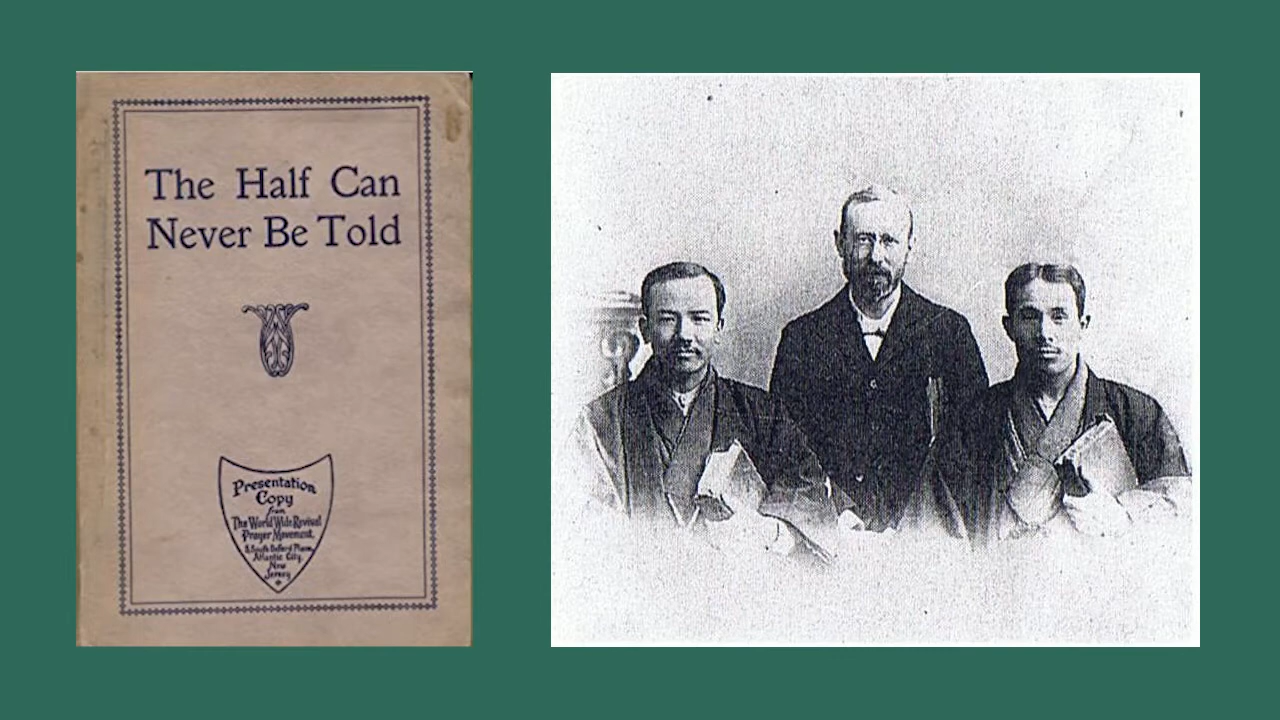 The Half Can
Never Be Told
Presentation
Copy
from
The World Wide Revival
Prayer Movement,
Atlantic City,
New
Jersey